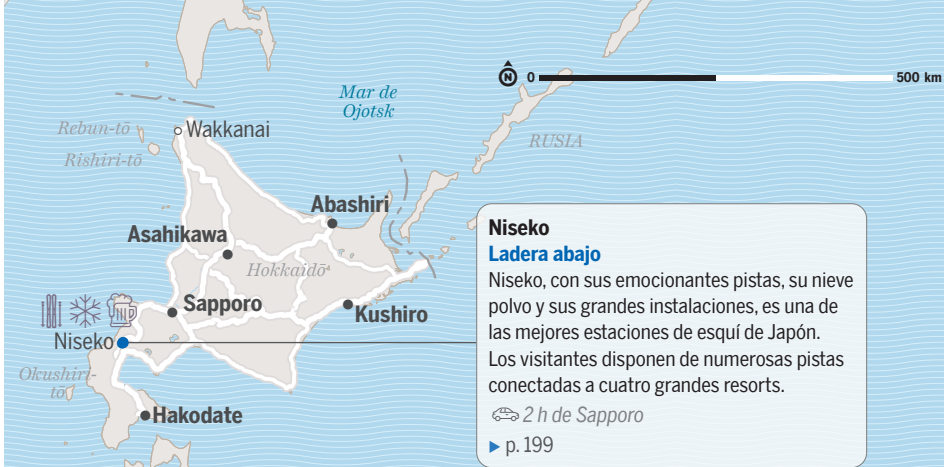 N
0
500 km
Mar de
Ojotsk
Rebun-tō
Wakkanai
Rishiri-tō
RUSIA
Abashiri
Asahikawa
Hokkaidō
Sapporo
Kushiro
Niseko
Okushiri-
tō
Hakodate
Niseko
Ladera abajo
Niseko, con sus emocionantes pistas, su nieve
polvo y sus grandes instalaciones, es una de
las mejores estaciones de esquí de Japón.
Los visitantes disponen de numerosas pistas
conectadas a cuatro grandes resorts.
2 h de Sapporo
▶ p. 199